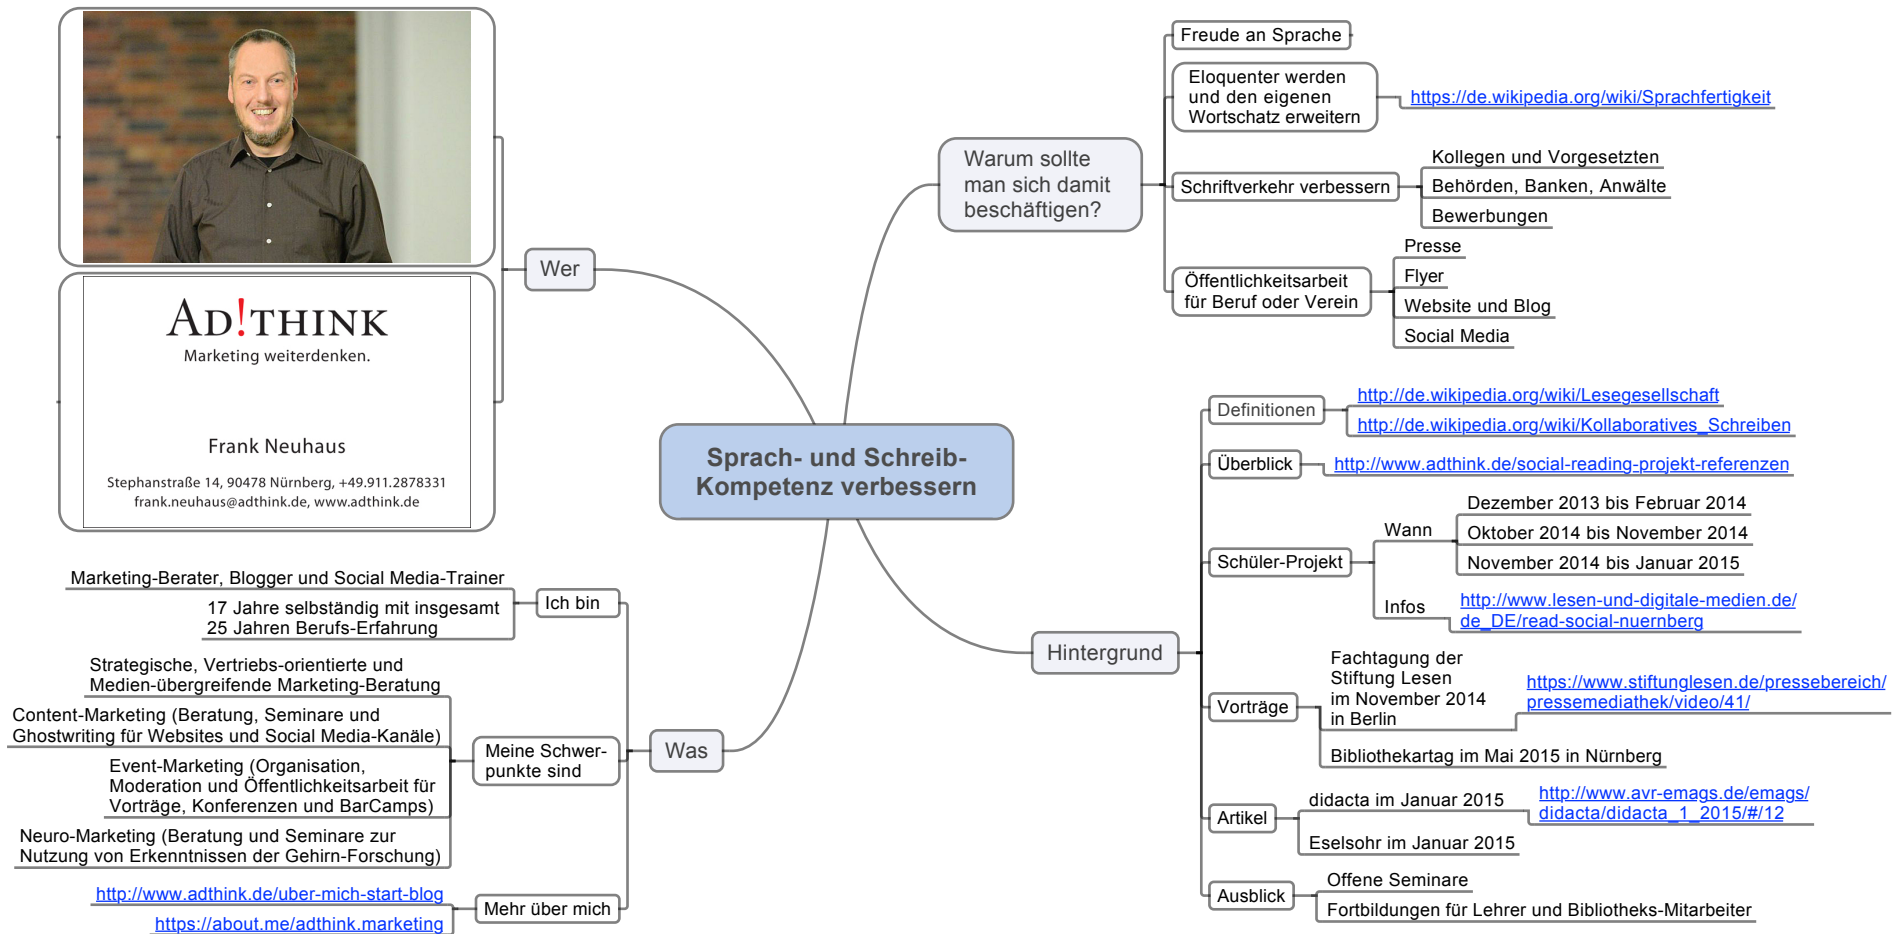 Sprach- und Schreib-
Kompetenz verbessern
Wer
AD!THINK
Marketing weiterdenken.
Frank Neuhaus
Stephanstraße 14, 90478 Nürnberg, +49.911.2878331
frank.neuhaus@adthink.de, www.adthink.de
Was
Ich bin
Marketing-Berater, Blogger und Social Media-Trainer
17 Jahre selbständig mit insgesamt
25 Jahren Berufs-Erfahrung
Meine Schwer-
punkte sind
Strategische, Vertriebs-orientierte und
Medien-übergreifende Marketing-Beratung
Content-Marketing (Beratung, Seminare und
Ghostwriting für Websites und Social Media-Kanäle)
Event-Marketing (Organisation,
Moderation und Öffentlichkeitsarbeit für
Vorträge, Konferenzen und BarCamps)
Neuro-Marketing (Beratung und Seminare zur
Nutzung von Erkenntnissen der Gehirn-Forschung)
Mehr über mich
http://www.adthink.de/uber-mich-start-blog
https://about.me/adthink.marketing
Warum sollte
man sich damit
beschäftigen?
Freude an Sprache
Eloquenter werden
und den eigenen
Wortschatz erweitern
https://de.wikipedia.org/wiki/Sprachfertigkeit
Schriftverkehr verbessern
Kollegen und Vorgesetzten
Behörden, Banken, Anwälte
Bewerbungen
Öffentlichkeitsarbeit
für Beruf oder Verein
Presse
Flyer
Website und Blog
Social Media
Hintergrund
Definitionen
http://de.wikipedia.org/wiki/Lesegesellschaft
http://de.wikipedia.org/wiki/Kollaboratives_Schreiben
Überblick
http://www.adthink.de/social-reading-projekt-referenzen
Schüler-Projekt
Wann
Dezember 2013 bis Februar 2014
Oktober 2014 bis November 2014
November 2014 bis Januar 2015
Infos
http://www.lesen-und-digitale-medien.de/
de_DE/read-social-nuernberg
Vorträge
Fachtagung der
Stiftung Lesen
im November 2014
in Berlin
https://www.stiftunglesen.de/pressebereich/
pressemediathek/video/41/
Bibliothekartag im Mai 2015 in Nürnberg
Artikel
didacta im Januar 2015
http://www.avr-emags.de/emags/
didacta/didacta_1_2015/#/12
Eselsohr im Januar 2015
Ausblick
Offene Seminare
Fortbildungen für Lehrer und Bibliotheks-Mitarbeiter